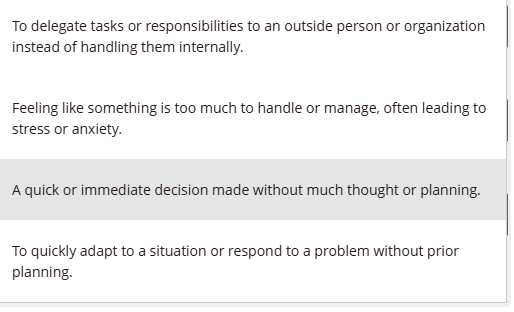 To delegate tasks or responsibilities to an outside person or organization
instead of handling them internally.
Feeling like something is too much to handle or manage, often leading to
stress or anxiety.
A quick or immediate decision made without much thought or planning.
To quickly adapt to a situation or respond to a problem without prior
planning.